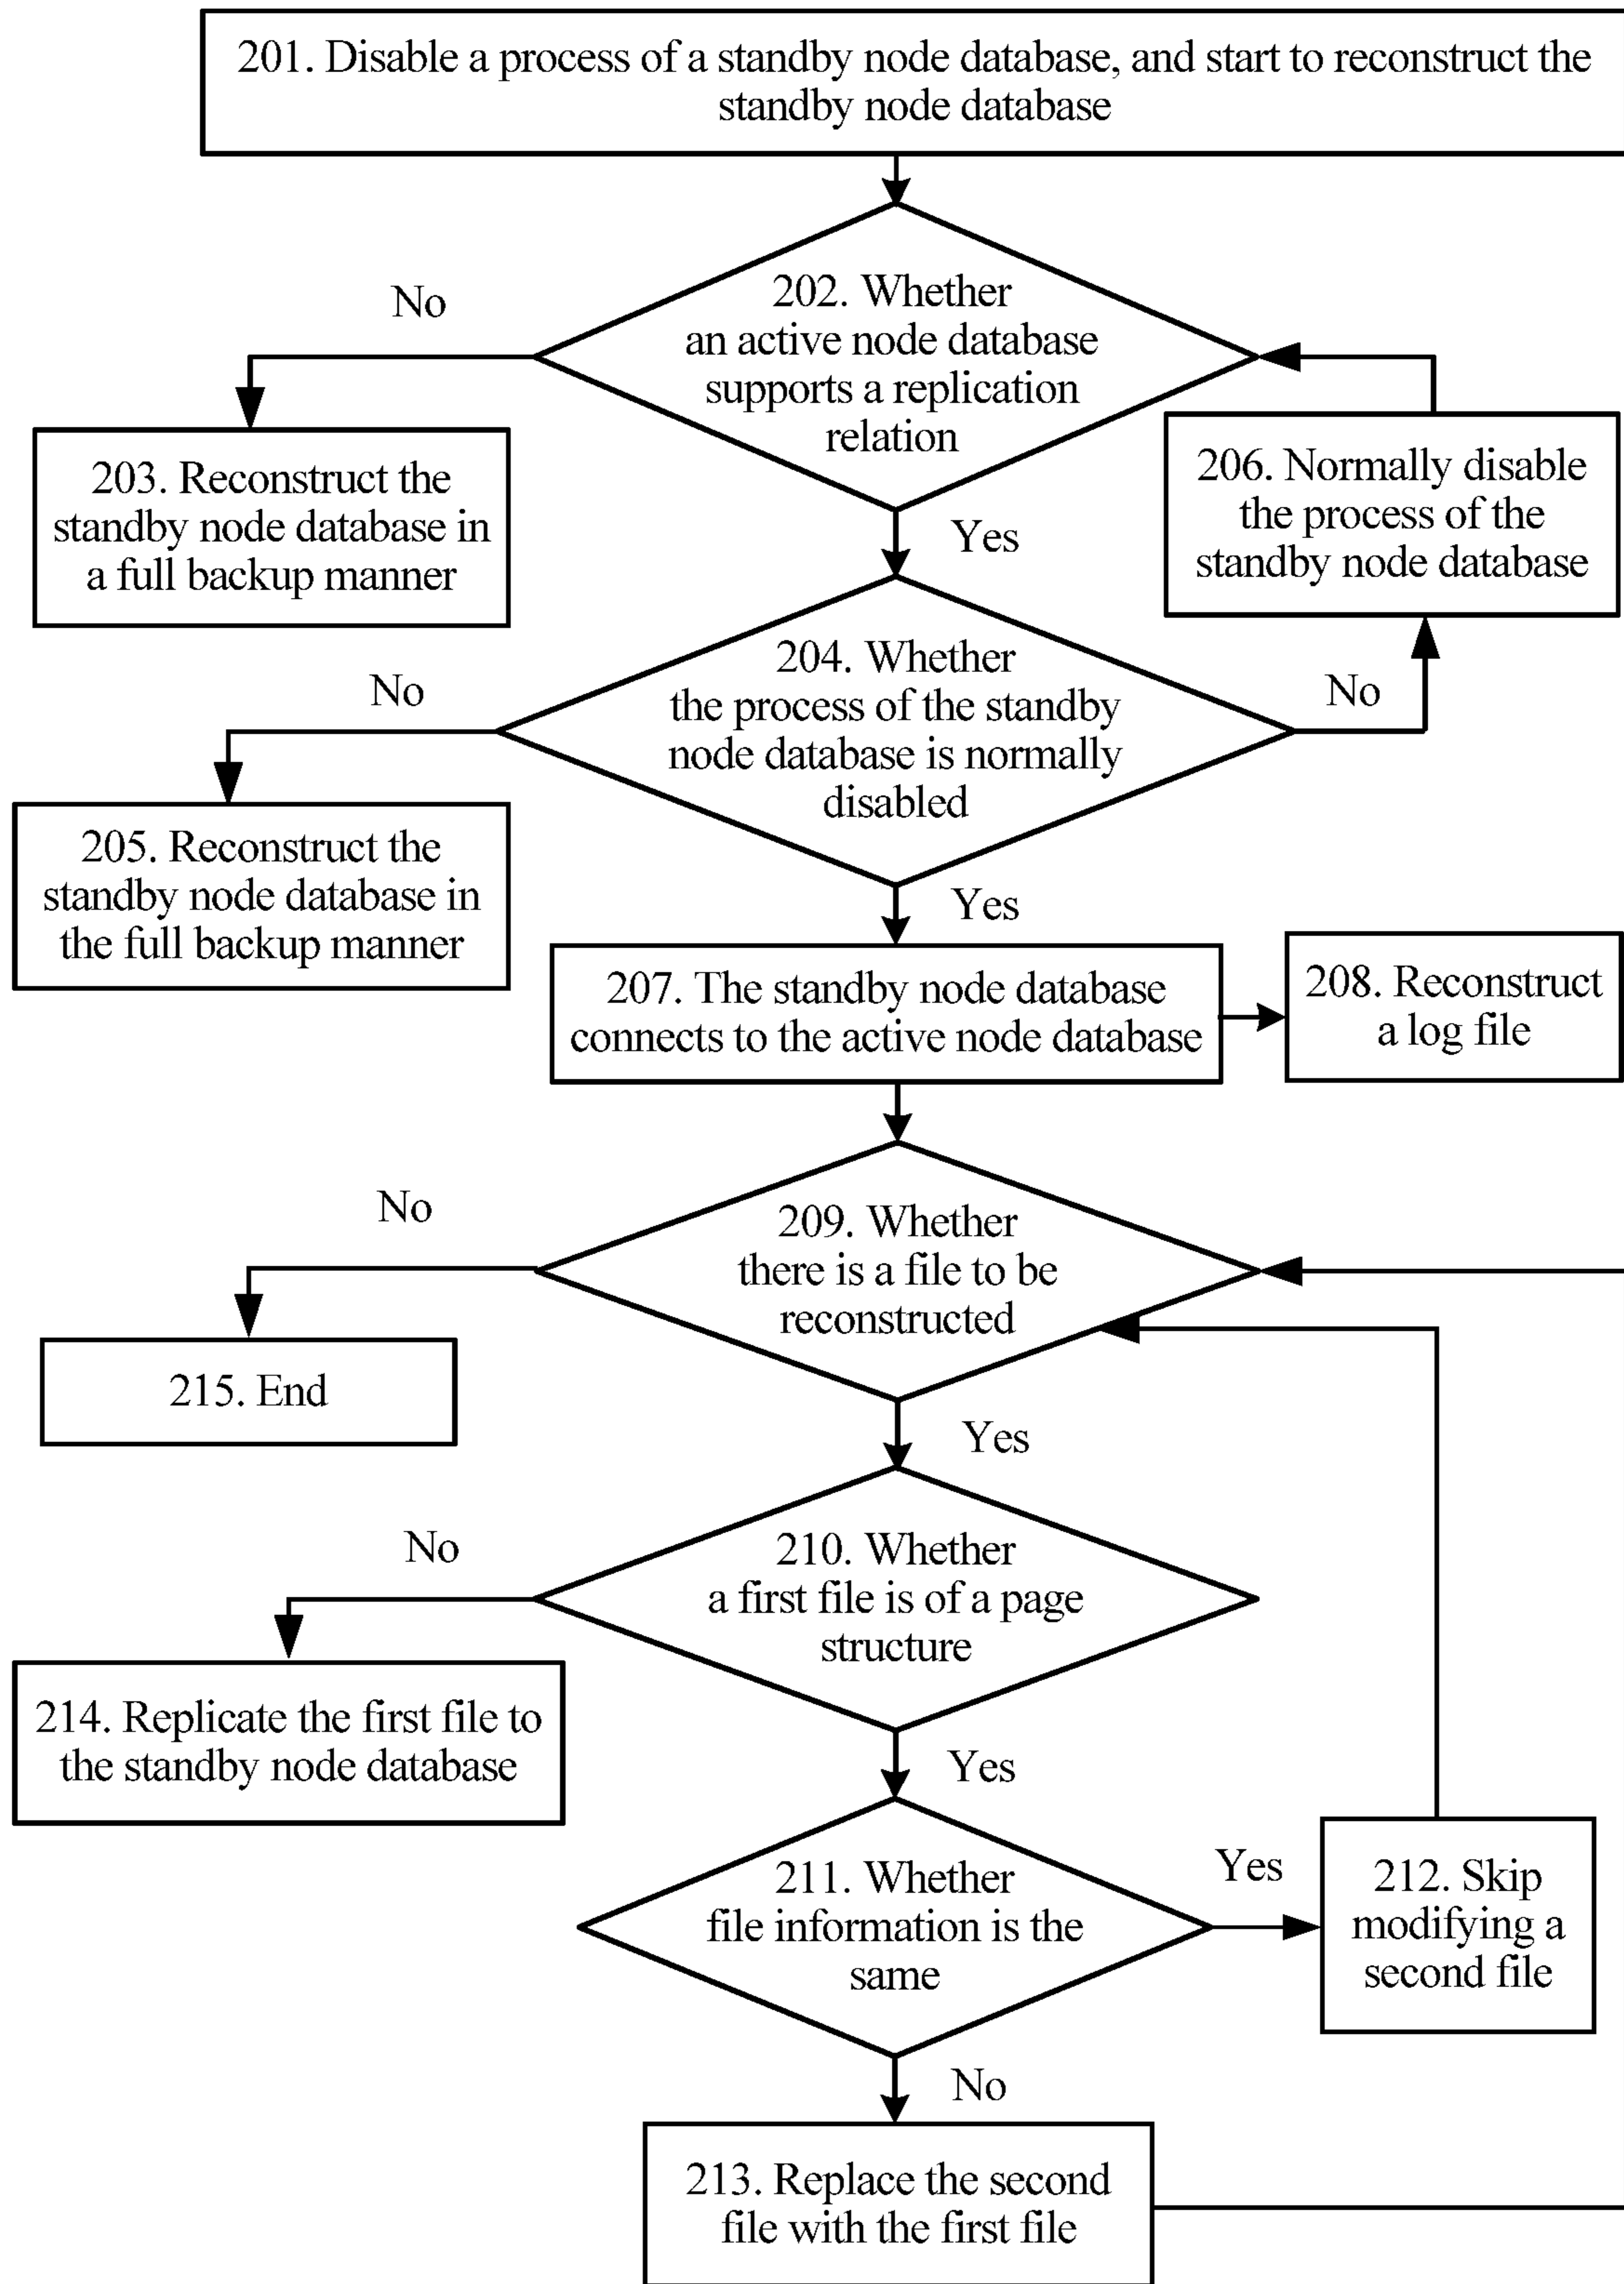 201. Disable a process of a standby node database, and start to reconstruct the
standby node database
No
202. Whether
an active node database
supports a replication
relation
203. Reconstruct the
standby node database in
a full backup manner
206. Normally disable
the process of the
standby node database
Yes
No
204. Whether
the process of the standby
node database is normally
disabled
No
205. Reconstruct the
standby node database in
the full backup manner
Yes
207. The standby node database
connects to the active node database
208. Reconstruct
a log file
No
209. Whether
there is a file to be
reconstructed
215. End
Yes
No
210. Whether
a first file is of a page
structure
214. Replicate the first file to
the standby node database
Yes
211. Whether
file information is the
same
Yes
212. Skip
modifying a
second file
No
213. Replace the second
file with the first file